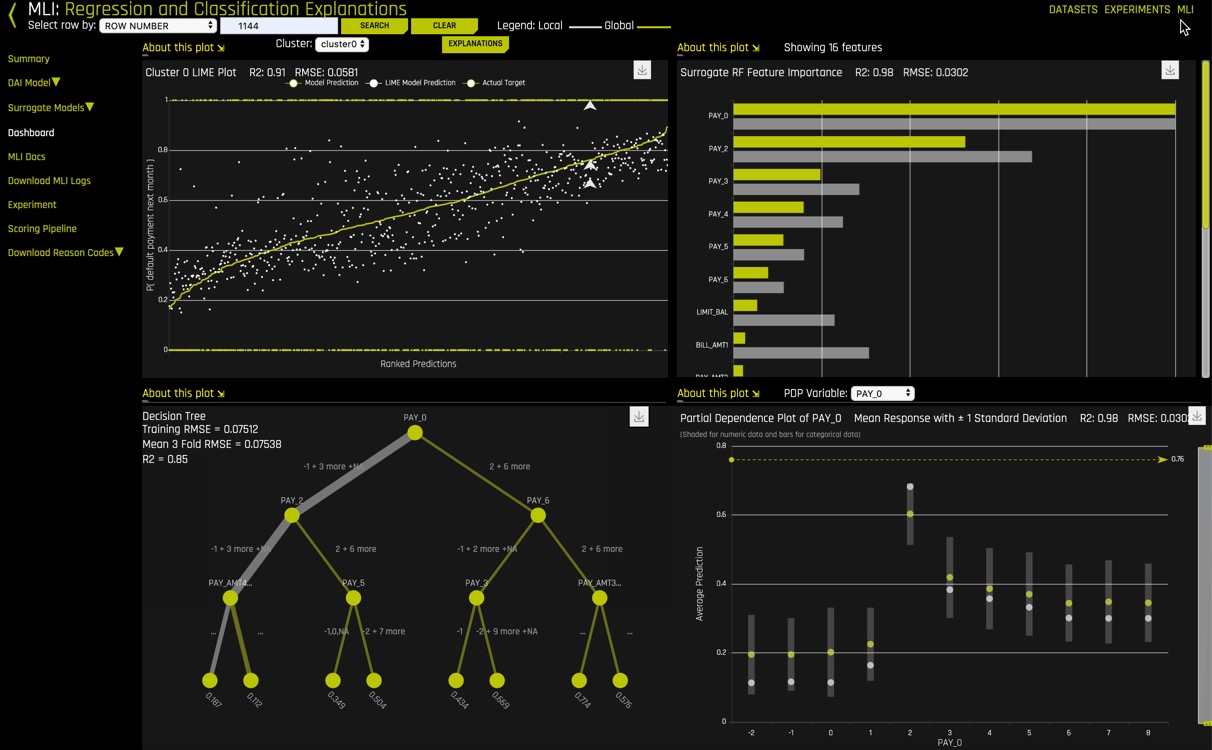 MLI: Regression and Classification Explanations
DATASETS EXPERIMENTS MLI
Select row by: ROW NUMBER 1144 SEARCH CLEAR Legend: Local Global
Summary
DAI Model
Surrogate Models
Dashboard
MLI Docs
Download MLI Logs
Experiment
Scoring Pipeline
Download Reason Codes
About this plot Cluster: cluster0 EXPLANATIONS
Cluster 0 LIME Plot R2: 0.91 RMSE: 0.0581
Model Prediction LIME Model Prediction Actual Target
P( default payment next month )
1
0.8
0.6
0.4
0.2
0
Ranked Predictions
About this plot Showing 16 features
Surrogate RF Feature Importance R2: 0.98 RMSE: 0.0302
PAY_0
PAY_2
PAY_3
PAY_4
PAY_5
PAY_6
LIMIT_BAL
BILL_AMT1
About this plot
Decision Tree
Training RMSE = 0.07512
Mean 3 Fold RMSE = 0.07538
R2 = 0.85
PAY_0
-1 + 3 more +NA 2 + 6 more
PAY_2 PAY_6
-1 + 3 more +NA 2 + 6 more -1 + 2 more +NA 2 + 6 more
PAY_AMT4... PAY_5 PAY_3 PAY_AMT3...
... ... -1,0,NA -2 + 7 more -1 -2 + 9 more +NA ... ...
0.187 0.112 0.349 0.504 0.434 0.669 0.774 0.576
About this plot PDP Variable: PAY_0
Partial Dependence Plot of PAY_0 Mean Response with ± 1 Standard Deviation R2: 0.98 RMSE: 0.030
(Shaded for numeric data and bars for categorical data)
Average Prediction
0.8
0.76
0.6
0.4
0.2
0
-2 -1 0 1 2 3 4 5 6 7 8
PAY_0